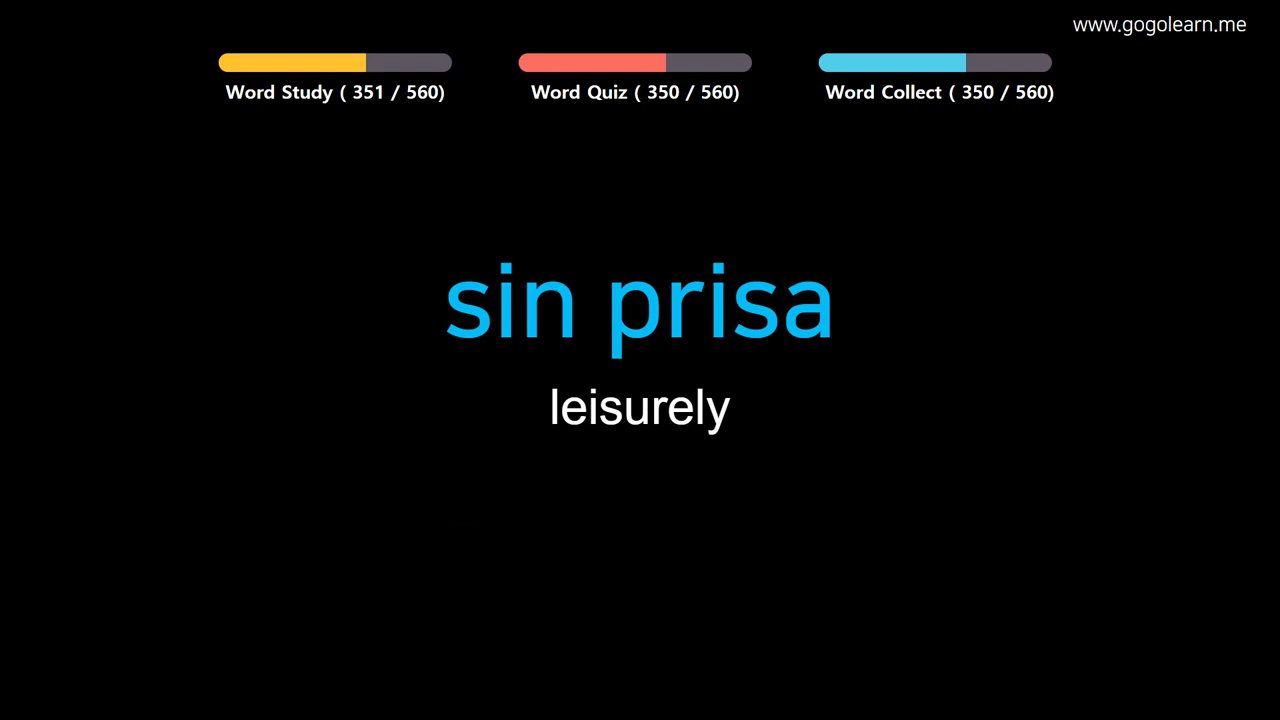 www.gogolearn.me
Word Study ( 351 / 560)
Word Quiz ( 350 / 560)
Word Collect ( 350 / 560)
sin prisa
leisurely